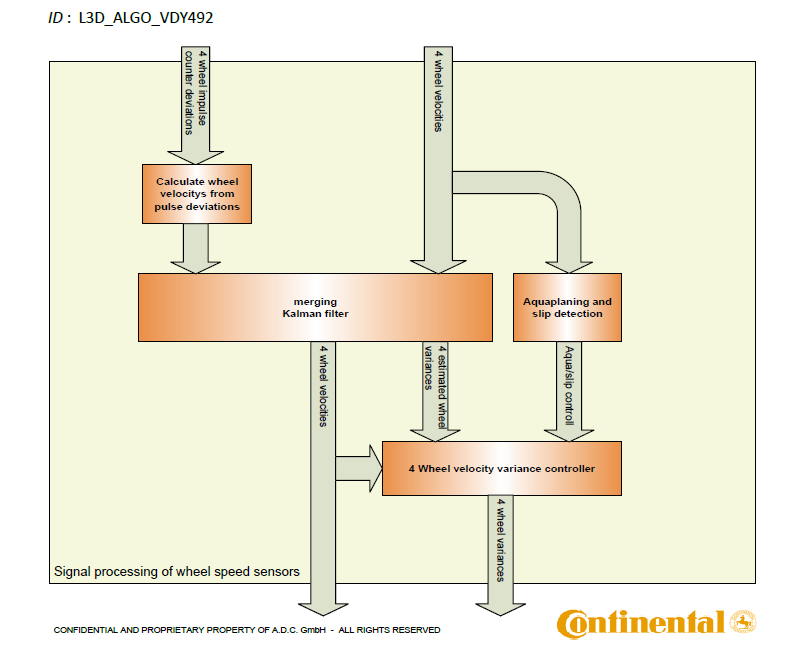 ID : L3D_ALGO_VDY492
4 wheel impulse
counter deviations
4 wheel velocities
Calculate wheel
velocitys from
pulse deviations
merging
Kalman filter
Aquaplaning and
slip detection
4 wheel velocities
4 estimated wheel
variances
Aqua/slip controll
4 Wheel velocity variance controller
4 wheel variances
Signal processing of wheel speed sensors
CONFIDENTIAL AND PROPRIETARY PROPERTY OF A.D.C. GmbH - ALL RIGHTS RESERVED
Continental